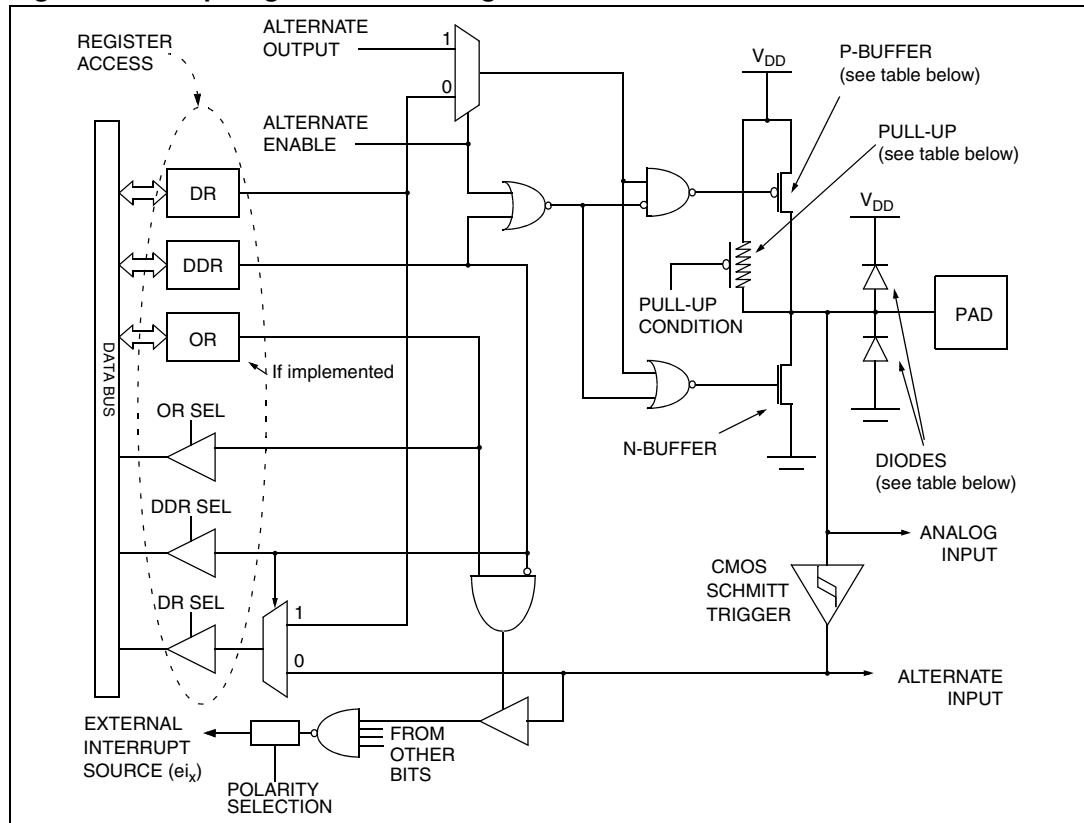 REGISTER
ACCESS
ALTERNATE
OUTPUT
1
0
ALTERNATE
ENABLE
VDD
P-BUFFER
(see table below)
PULL-UP
(see table below)
DR
DDR
OR
If implemented
DATA BUS
PULL-UP
CONDITION
VDD
PAD
N-BUFFER
DIODES
(see table below)
OR SEL
DDR SEL
DR SEL
1
0
ANALOG
INPUT
CMOS
SCHMITT
TRIGGER
ALTERNATE
INPUT
EXTERNAL
INTERRUPT
SOURCE (eix)
POLARITY
SELECTION
FROM
OTHER
BITS